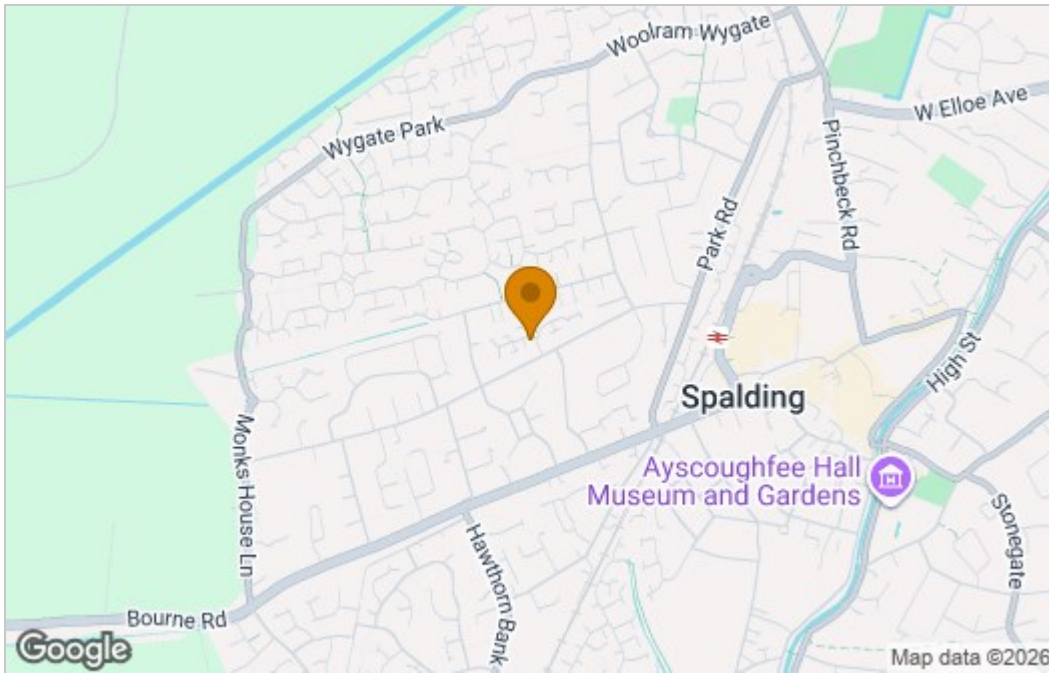 Woolram Wygate
W Elloe Ave
Wygate Park
Pinchbeck Rd
Park Rd
High St
Spalding
Monks House Ln
Ayscoughfee Hall
Museum and Gardens
Stonegate
Hawthorn Bank
Bourne Rd
Google
Map data ©2026